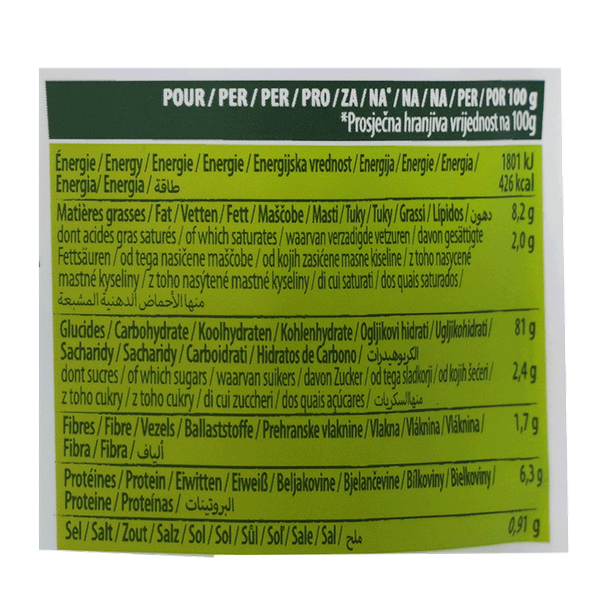 POUR / PER / PER / PRO / ZA / NA* / NA / NA / PER / POR 100 g
*Prosječna hranjiva vrijednost na 100g
Énergie / Energy / Energie / Energie / Energijska vrednost / Energija / Energie / Energia / 1801 kJ
Energia / Energia / طاقة 426 kcal
Matières grasses / Fat / Vetten / Fett / Maščobe / Masti / Tuky / Tuky / Grassi / Lípidos / دهون 8,2 g
dont acides gras saturés / of which saturates / waarvan verzadigde vetzuren / davon gesättigte 2,0 g
Fettsäuren / od tega nasičene maščobe / od kojih zasićene masne kiseline / z toho nasycené
mastné kyseliny / z toho nasýtené mastné kyseliny / di cui saturati / dos quais saturados /
منها الأحماض الدهنية المشبعة
Glucides / Carbohydrate / Koolhydraten / Kohlenhydrate / Ogljikovi hidrati / Ugljikohidrati / 81 g
Sacharidy / Sacharidy / Carboidrati / Hidratos de Carbono / الكربوهيدرات
dont sucres / of which sugars / waarvan suikers / davon Zucker / od tega sladkorji / od kojih šećeri / 2,4 g
z toho cukry / z toho cukry / di cui zuccheri / dos quais açúcares / منهاالسكريات
Fibres / Fibre / Vezels / Ballaststoffe / Prehranske vlaknine / Vlakna / Vláknina / Vláknina / 1,7 g
Fibra / Fibra / ألياف
Protéines / Protein / Eiwitten / Eiweiß / Beljakovine / Bjelančevine / Bílkoviny / Bielkoviny / 6,3 g
Proteine / Proteínas / البروتينات
Sel / Salt / Zout / Salz / Sol / Sol / Sůl / Soľ / Sale / Sal / ملح 0,91 g